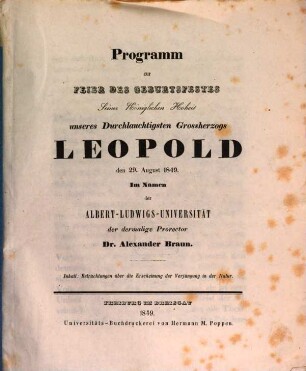 Programm
zur
FEIER DES GEBURTSFESTES
Seiner Königlichen Hoheit
unseres Durchlauchtigsten Grossherzogs
LEOPOLD
den 29. August 1849.
Im Namen
der
ALBERT-LUDWIGS-UNIVERSITÄT
der dermalige Prorector
Dr. Alexander Braun.
Inhalt. Betrachtungen über die Erscheinung der Verjüngung in der Natur.
FREIBURG IM BREISGAU
1849.
Universitäts-Buchdruckerei von Hermann M. Poppen.